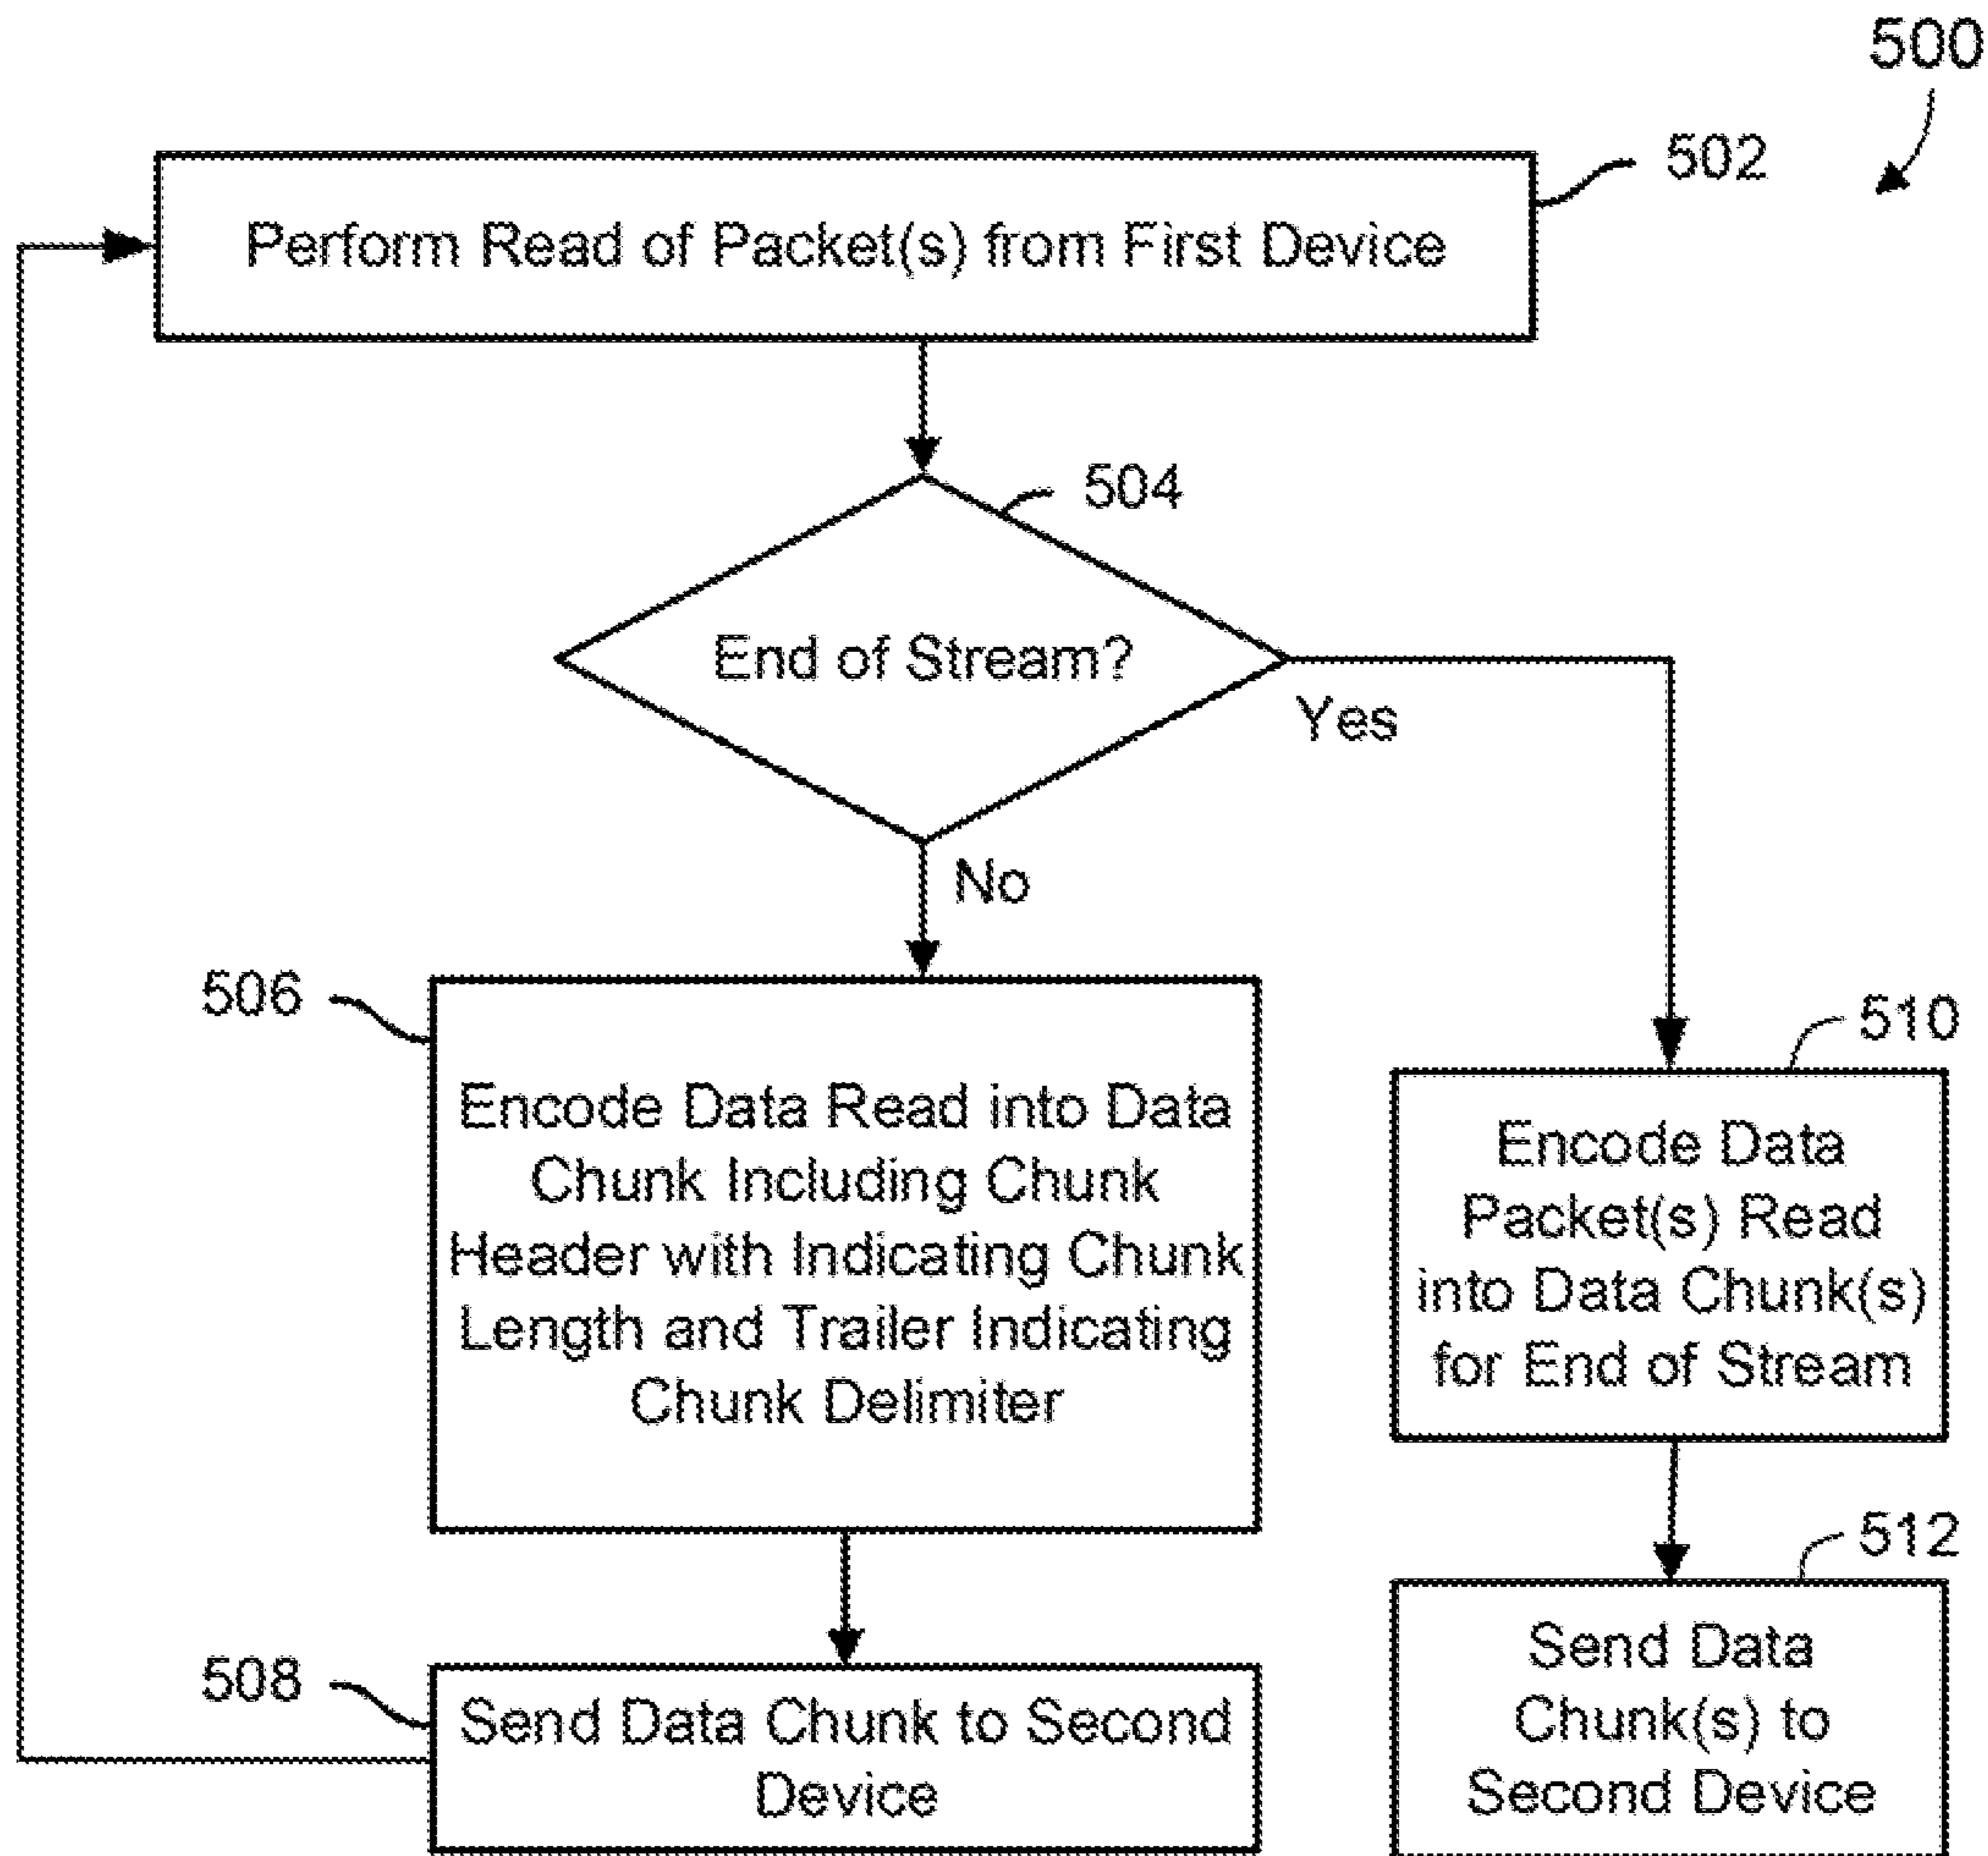 500
502
Perform Read of Packet(s) from First Device
504
End of Stream?
Yes
No
506
Encode Data Read into Data
Chunk Including Chunk
Header with Indicating Chunk
Length and Trailer Indicating
Chunk Delimiter
510
Encode Data
Packet(s) Read
into Data Chunk(s)
for End of Stream
508
Send Data Chunk to Second
Device
512
Send Data
Chunk(s) to
Second Device